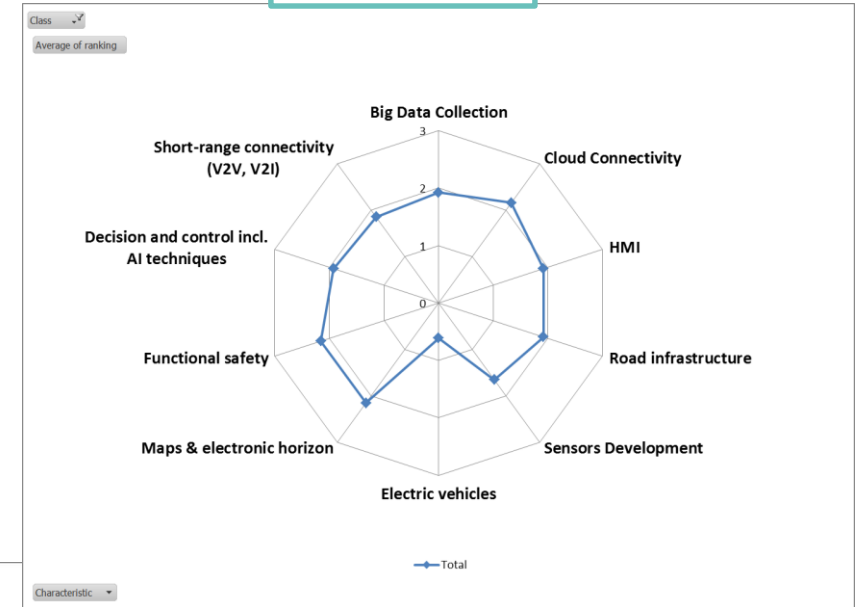 Class
Average of ranking
Big Data Collection
3
Short-range connectivity
(V2V, V2I)
Cloud Connectivity
2
Decision and control incl.
AI techniques
HMI
1
0
Functional safety
Road infrastructure
Maps & electronic horizon
Sensors Development
Electric vehicles
Total
Characteristic